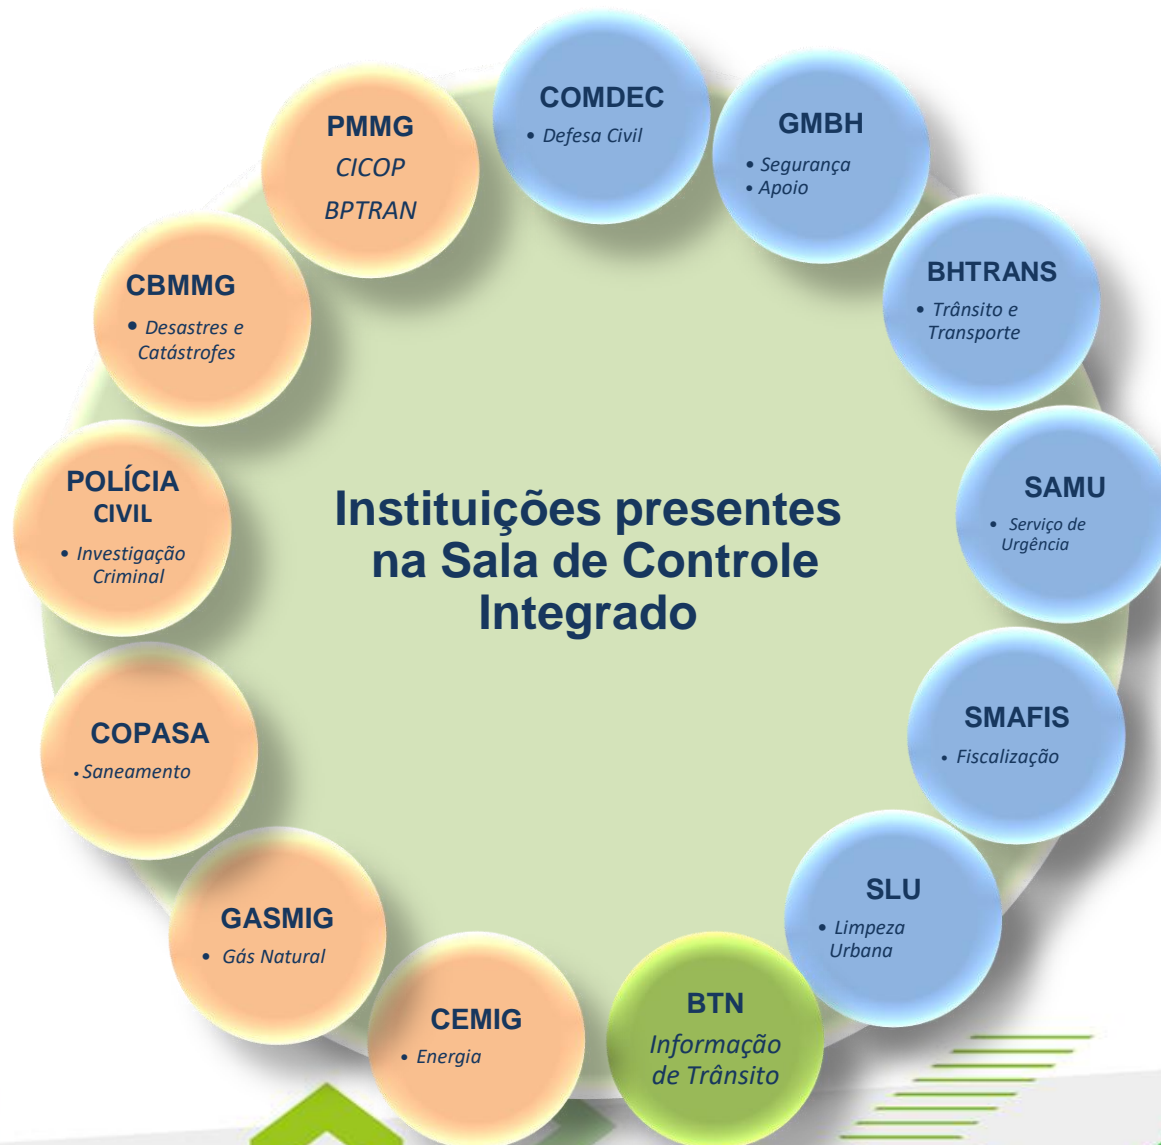 COMDEC
• Defesa Civil
GMBH
• Segurança
• Apoio
BHTRANS
• Trânsito e
Transporte
SAMU
• Serviço de
Urgência
SMAFIS
• Fiscalização
SLU
• Limpeza
Urbana
BTN
Informação
de Trânsito
CEMIG
• Energia
GASMIG
• Gás Natural
COPASA
• Saneamento
POLÍCIA
CIVIL
• Investigação
Criminal
CBMMG
• Desastres e
Catástrofes
PMMG
CICOP
BPTRAN
Instituições presentes
na Sala de Controle
Integrado